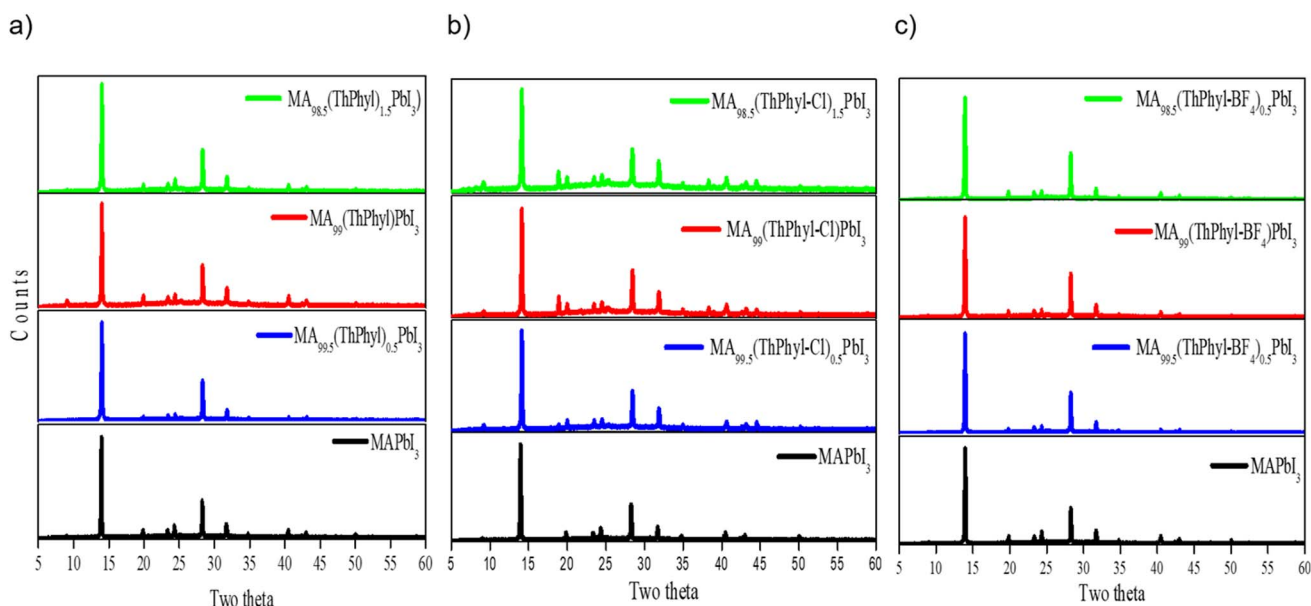 a)
MA₉₈.₅(ThPhyl)₁.₅PbI₃)
MA₉₉(ThPhyl)PbI₃
MA₉₉.₅(ThPhyl)₀.₅PbI₃
MAPbI₃
Counts
5 10 15 20 25 30 35 40 45 50 55 60
Two theta
b)
MA₉₈.₅(ThPhyl-Cl)₁.₅PbI₃
MA₉₉(ThPhyl-Cl)PbI₃
MA₉₉.₅(ThPhyl-Cl)₀.₅PbI₃
MAPbI₃
5 10 15 20 25 30 35 40 45 50 55 60
Two theta
c)
MA₉₈.₅(ThPhyl-BF₄)₀.₅PbI₃
MA₉₉(ThPhyl-BF₄)PbI₃
MA₉₉.₅(ThPhyl-BF₄)₀.₅PbI₃
MAPbI₃
5 10 15 20 25 30 35 40 45 50 55 60
Two theta